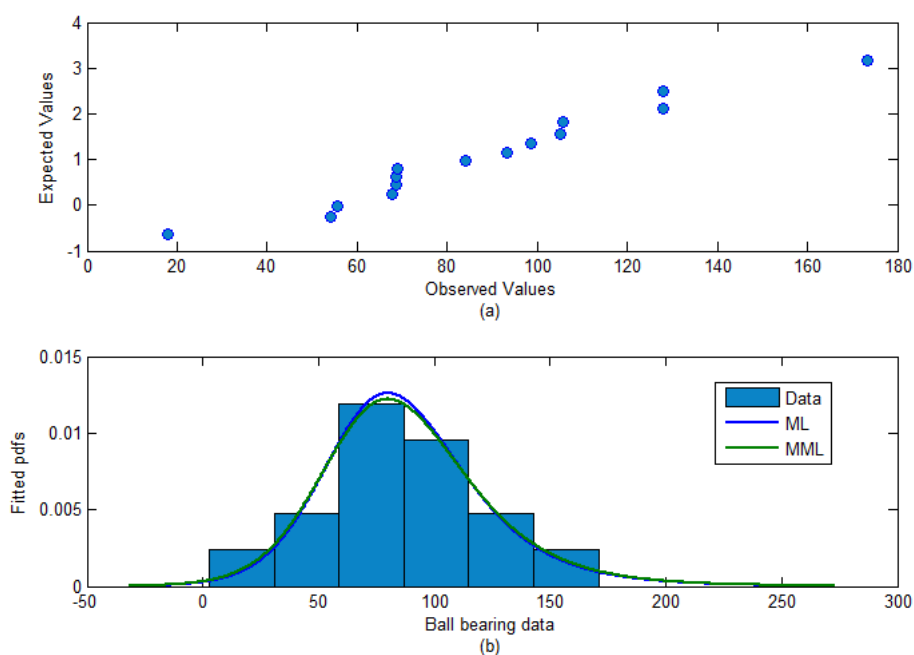 4
3
2
1
0
-1
Expected Values
0 20 40 60 80 100 120 140 160 180
Observed Values
(a)
0.015
0.01
0.005
0
Fitted pdfs
Data
ML
MML
-50 0 50 100 150 200 250 300
Ball bearing data
(b)